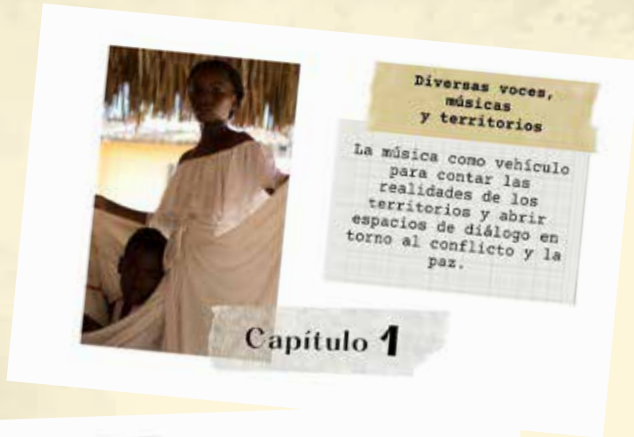 Diversas voces,
músicas
y territorios
La música como vehículo
para contar las
realidades de los
territorios y abrir
espacios de diálogo en
torno al conflicto y la
paz.
Capítulo 1